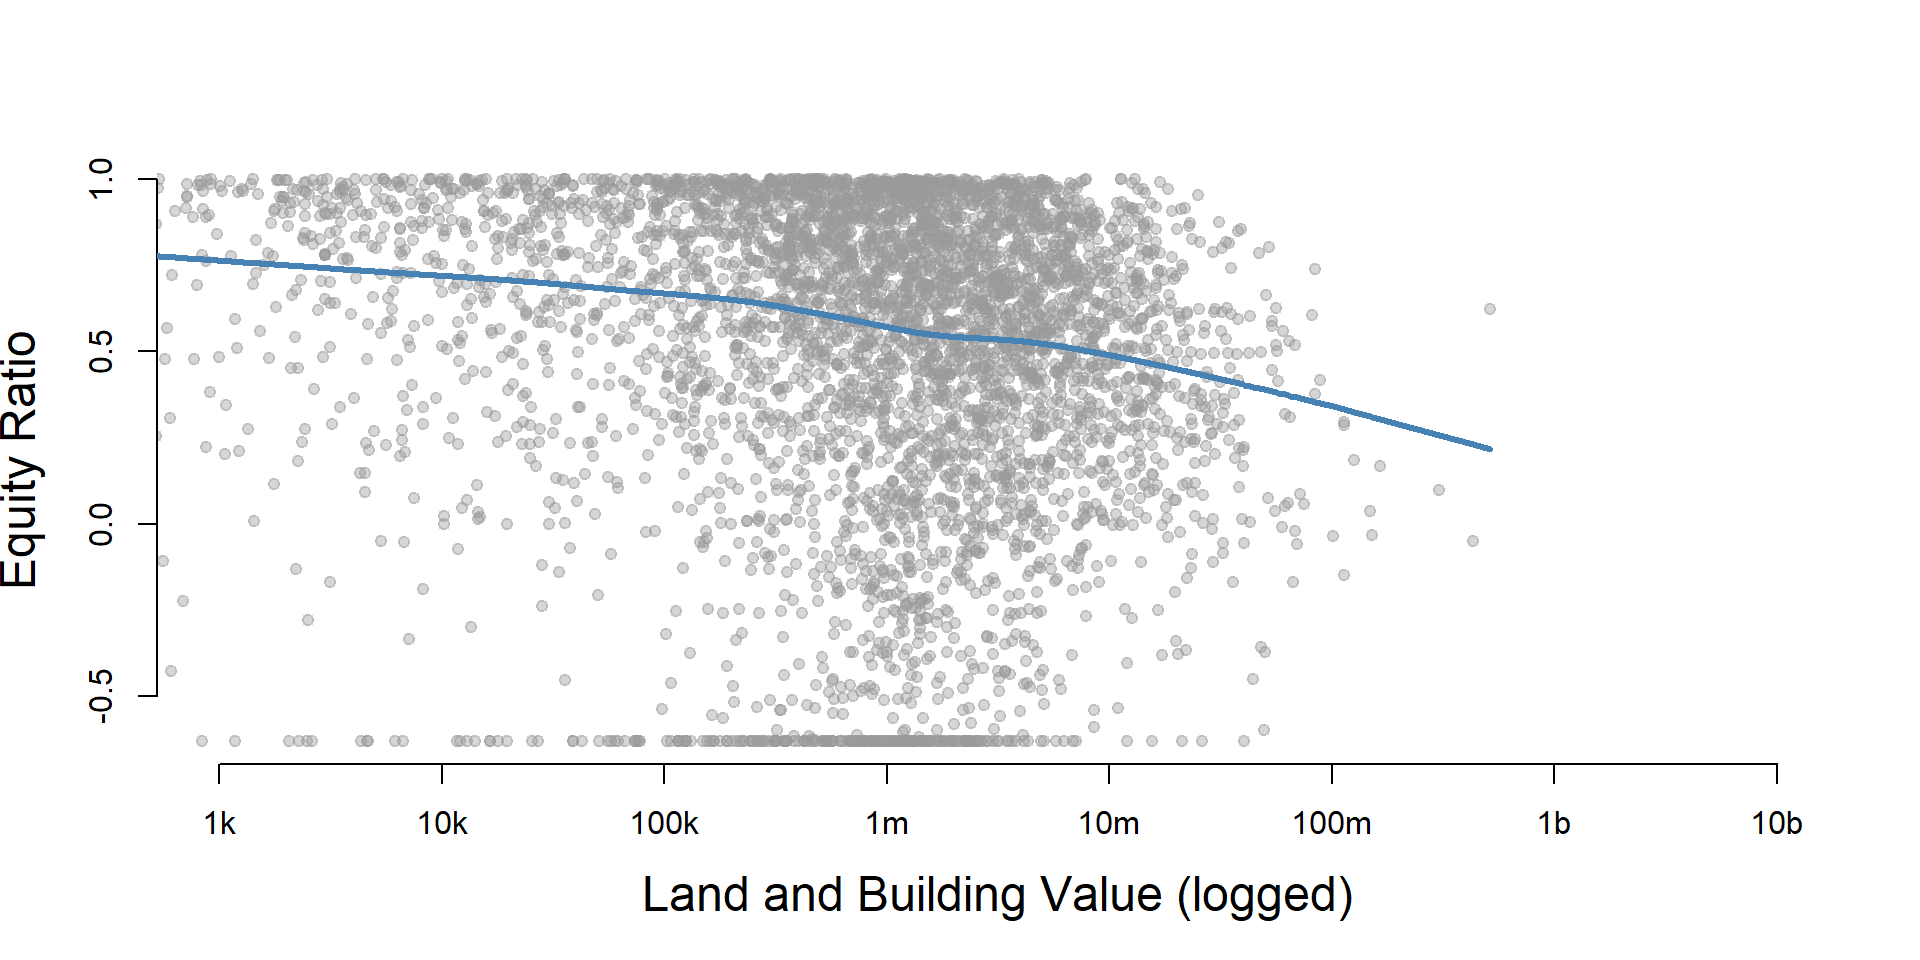 Equity Ratio
1.0
0.5
0.0
-0.5
1k 10k 100k 1m 10m 100m 1b 10b
Land and Building Value (logged)